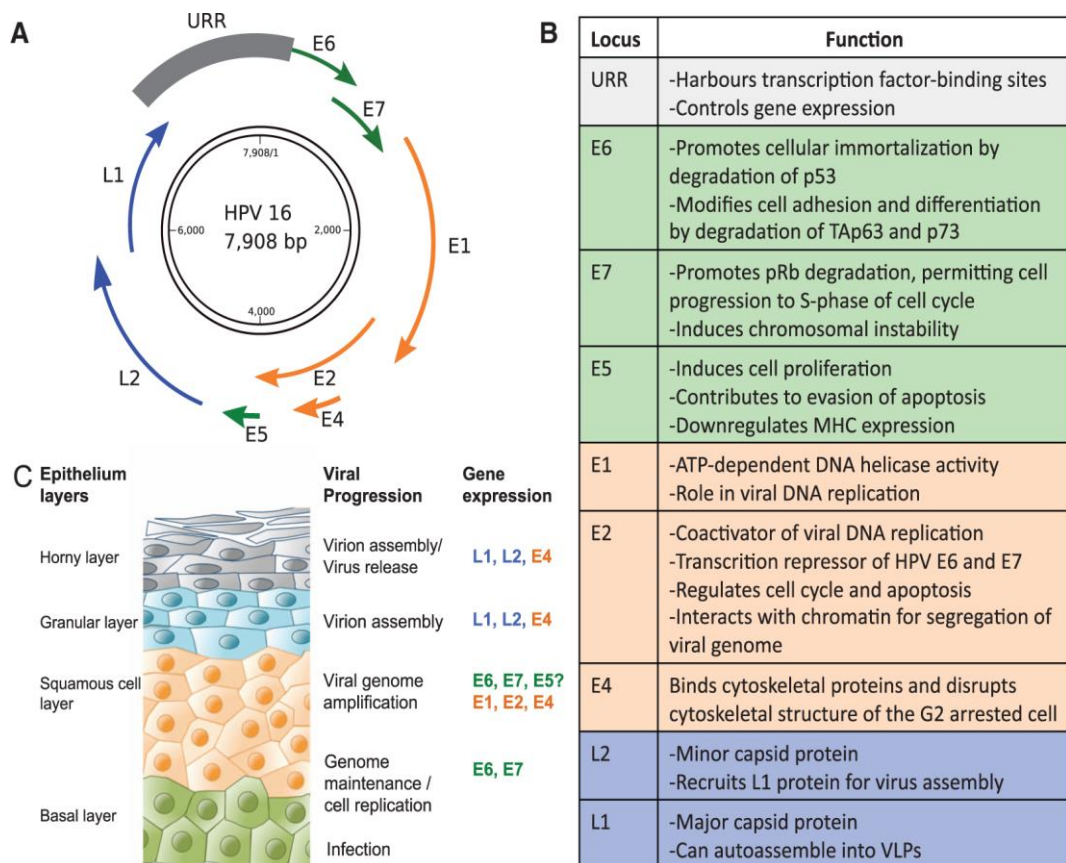 A
URR
E6
E7
L1
7,908/1
HPV 16
7,908 bp
6,000
2,000
E1
4,000
L2
E2
E4
E5
B
Locus
Function
URR
-Harbours transcription factor-binding sites
-Controls gene expression
E6
-Promotes cellular immortalization by
degradation of p53
-Modifies cell adhesion and differentiation
by degradation of TAp63 and p73
E7
-Promotes pRb degradation, permitting cell
progression to S-phase of cell cycle
-Induces chromosomal instability
E5
-Induces cell proliferation
-Contributes to evasion of apoptosis
-Downregulates MHC expression
E1
-ATP-dependent DNA helicase activity
-Role in viral DNA replication
E2
-Coactivator of viral DNA replication
-Transcrition repressor of HPV E6 and E7
-Regulates cell cycle and apoptosis
-Interacts with chromatin for segregation of
viral genome
E4
Binds cytoskeletal proteins and disrupts
cytoskeletal structure of the G2 arrested cell
L2
-Minor capsid protein
-Recruits L1 protein for virus assembly
L1
-Major capsid protein
-Can autoassemble into VLPs
C
Epithelium
layers
Viral
Progression
Gene
expression
Horny layer
Virion assembly/
Virus release
L1, L2, E4
Granular layer
Virion assembly
L1, L2, E4
Squamous cell
layer
Viral genome
amplification
E6, E7, E5?
E1, E2, E4
Genome
maintenance /
cell replication
E6, E7
Basal layer
Infection